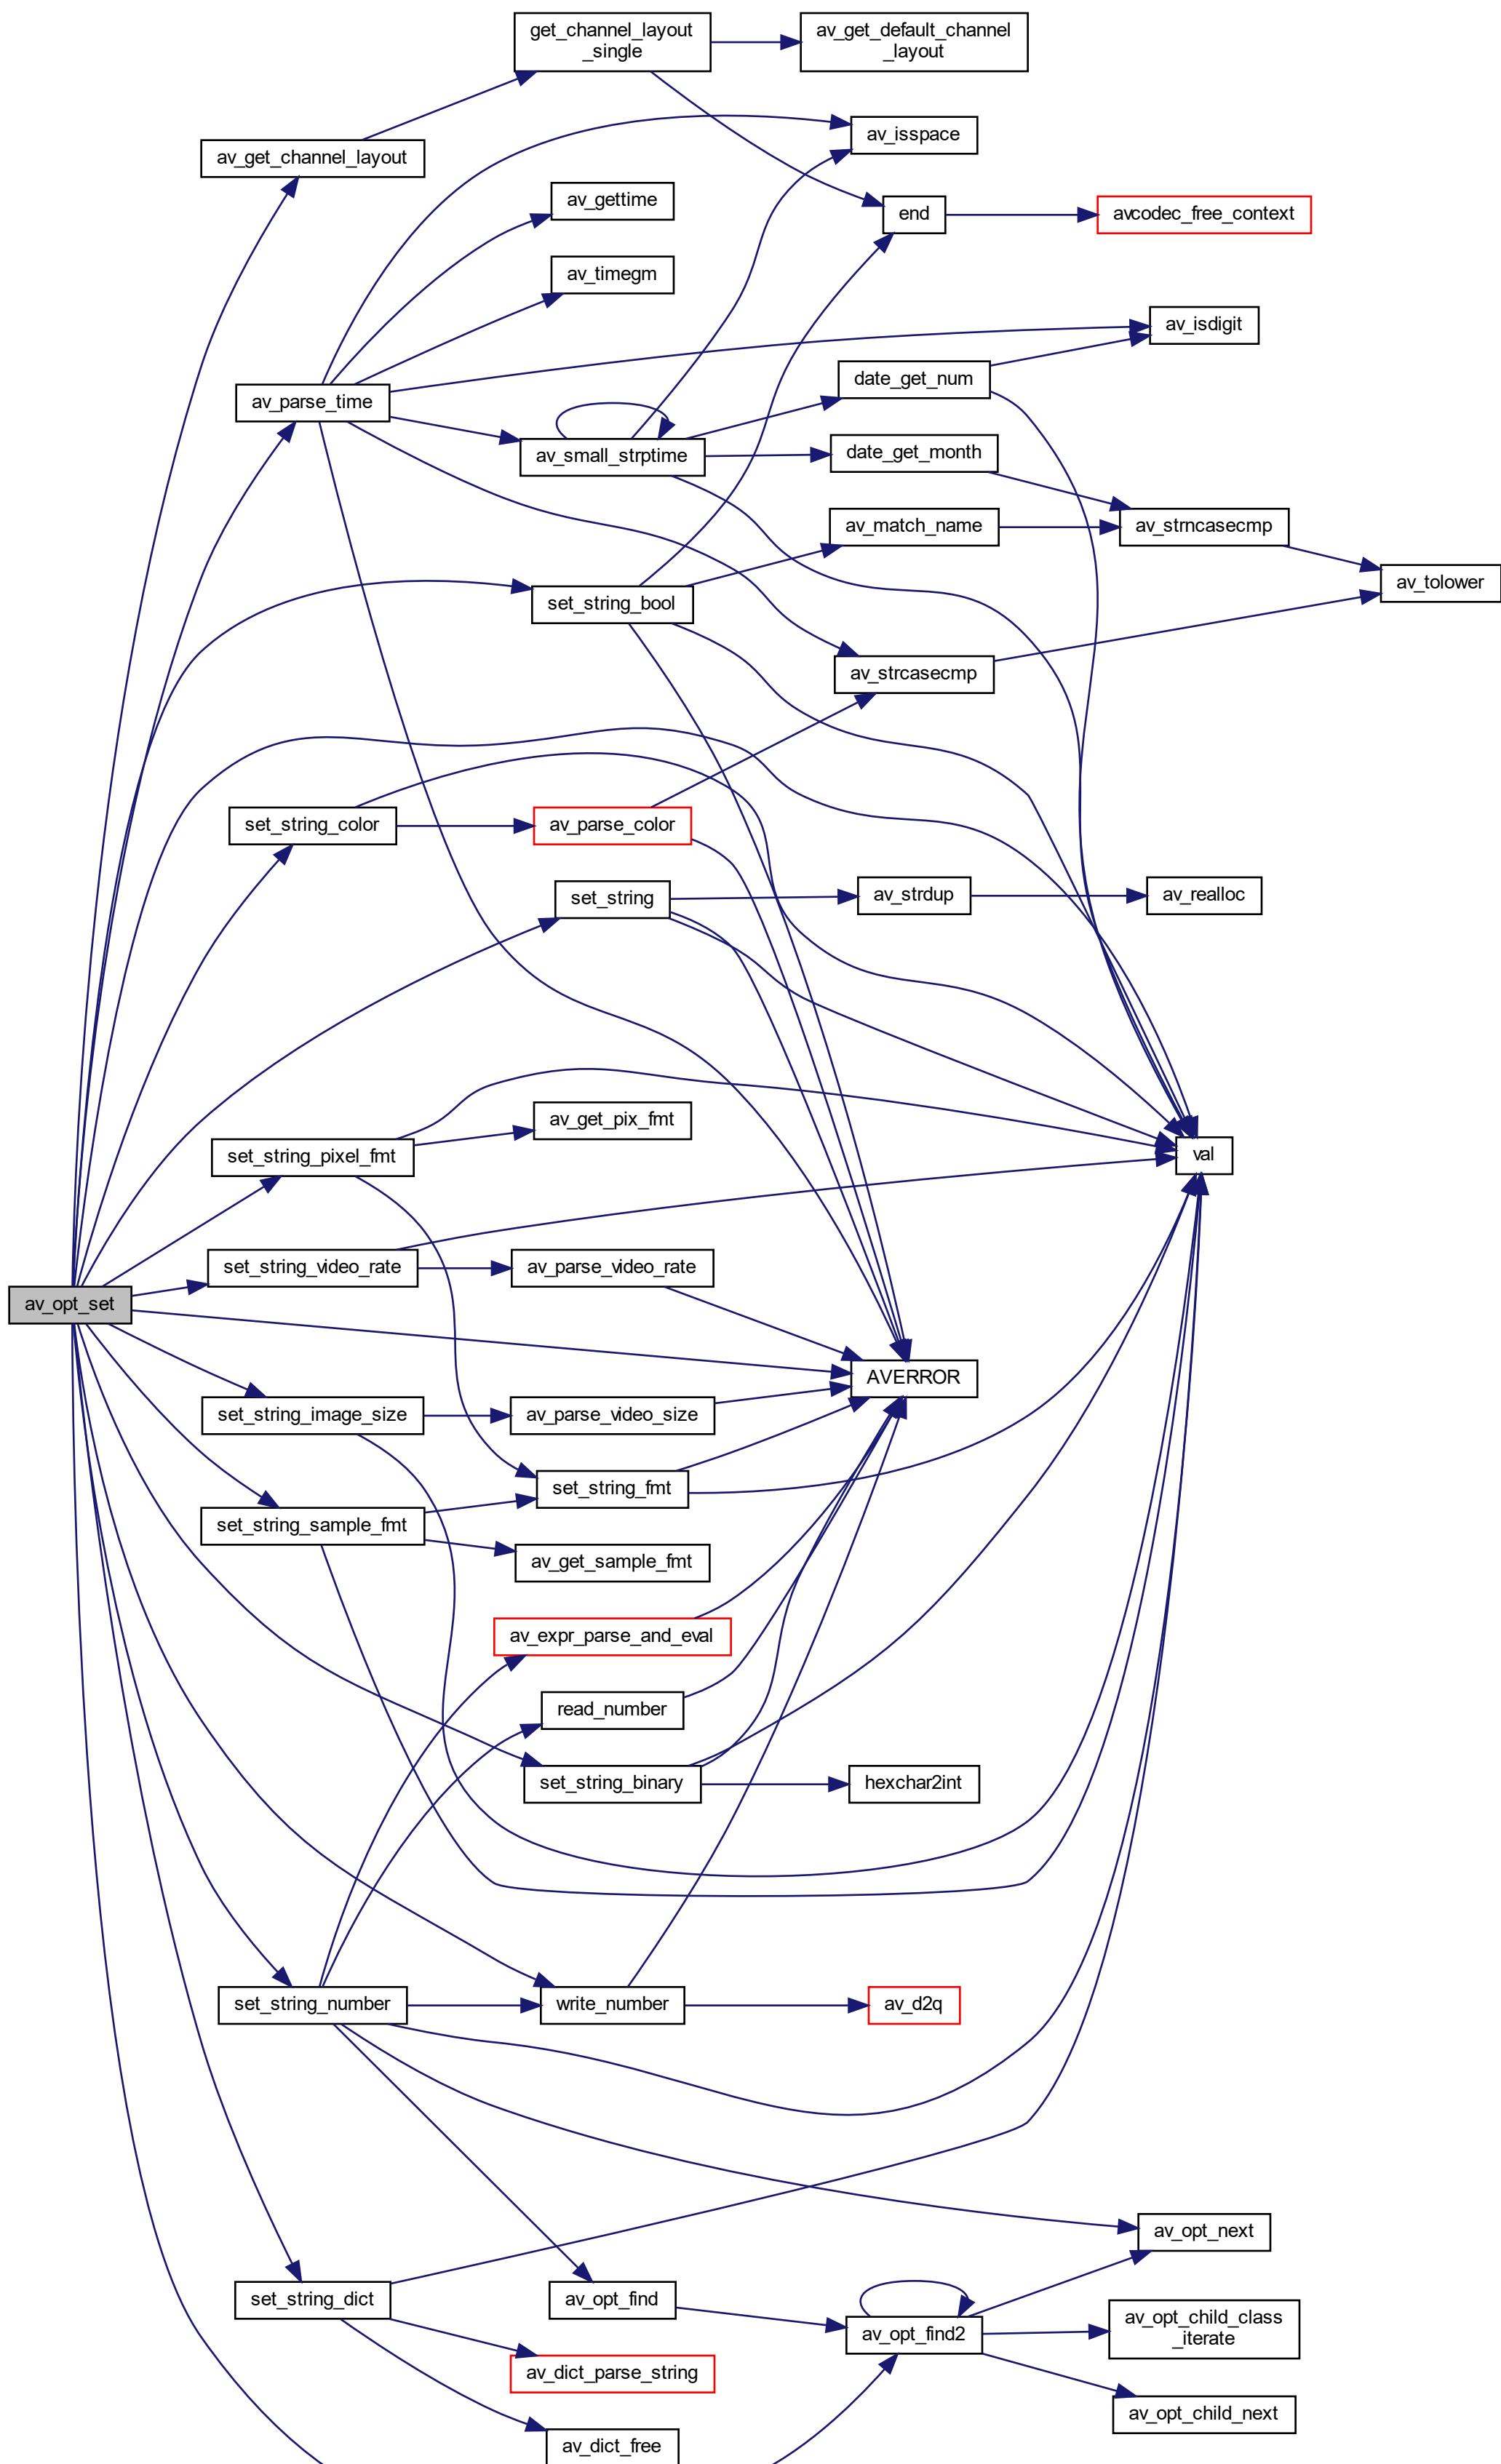 get_channel_layout
_single
av_get_default_channel
_layout
av_isspace
av_get_channel_layout
av_gettime
end
avcodec_free_context
av_timegm
av_isdigit
av_parse_time
date_get_num
av_small_strptime
date_get_month
av_match_name
av_strncasecmp
av_tolower
set_string_bool
av_strcasecmp
set_string_color
av_parse_color
set_string
av_strdup
av_realloc
av_get_pix_fmt
set_string_pixel_fmt
val
set_string_video_rate
av_parse_video_rate
av_opt_set
AVERROR
set_string_image_size
av_parse_video_size
set_string_fmt
set_string_sample_fmt
av_get_sample_fmt
av_expr_parse_and_eval
read_number
set_string_binary
hexchar2int
set_string_number
write_number
av_d2q
av_opt_next
set_string_dict
av_opt_find
av_opt_find2
av_opt_child_class
_iterate
av_dict_parse_string
av_opt_child_next
av_dict_free